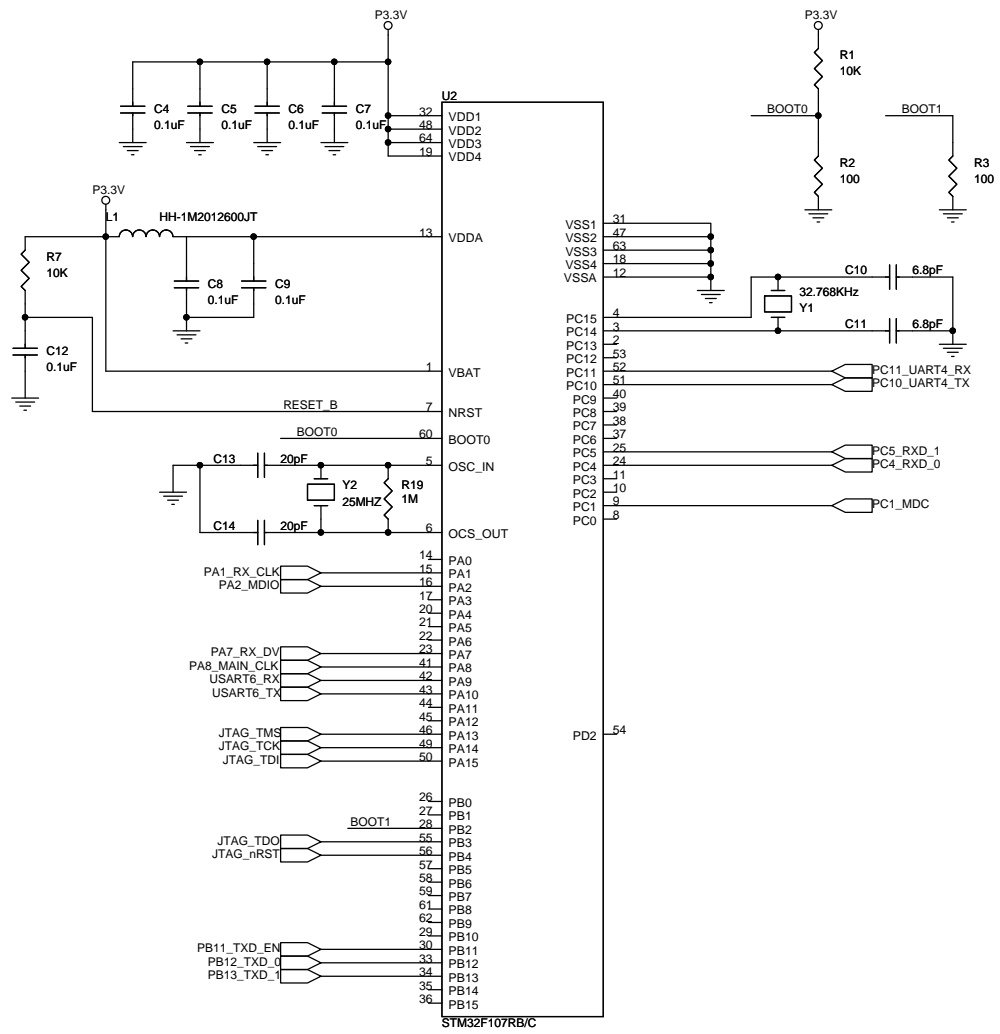 P3.3V
P3.3V
R1
10K
U2
C4
0.1uF
C5
0.1uF
C6
0.1uF
C7
0.1uF
32 VDD1
48 VDD2
64 VDD3
19 VDD4
BOOT0
BOOT1
R2
100
R3
100
P3.3V
L1
HH-1M2012600JT
13 VDDA
R7
10K
C8
0.1uF
C9
0.1uF
C12
0.1uF
1 VBAT
RESET_B
7 NRST
BOOT0
60 BOOT0
C13
20pF
5 OSC_IN
Y2
25MHZ
R19
1M
C14
20pF
6 OCS_OUT
VSS1 31
VSS2 47
VSS3 63
VSS4 18
VSSA 12
C10
6.8pF
32.768KHz
Y1
C11
6.8pF
PC15 4
PC14 3
PC13 2
PC12 53
PC11 52 PC11_UART4_RX
PC10 51 PC10_UART4_TX
PC9 40
PC8 39
PC7 38
PC6 37
PC5 25 PC5_RXD_1
PC4 24 PC4_RXD_0
PC3 11
PC2 10
PC1 9 PC1_MDC
PC0 8
14 PA0
PA1_RX_CLK 15 PA1
PA2_MDIO 16 PA2
17 PA3
20 PA4
21 PA5
22 PA6
PA7_RX_DV 23 PA7
PA8_MAIN_CLK 41 PA8
USART6_RX 42 PA9
USART6_TX 43 PA10
44 PA11
45 PA12
JTAG_TMS 46 PA13
JTAG_TCK 49 PA14
JTAG_TDI 50 PA15
PD2 54
26 PB0
27 PB1
BOOT1 28 PB2
JTAG_TDO 55 PB3
JTAG_nRST 56 PB4
57 PB5
58 PB6
59 PB7
61 PB8
62 PB9
29 PB10
PB11_TXD_EN 30 PB11
PB12_TXD_0 33 PB12
PB13_TXD_1 34 PB13
35 PB14
36 PB15
STM32F107RB/C